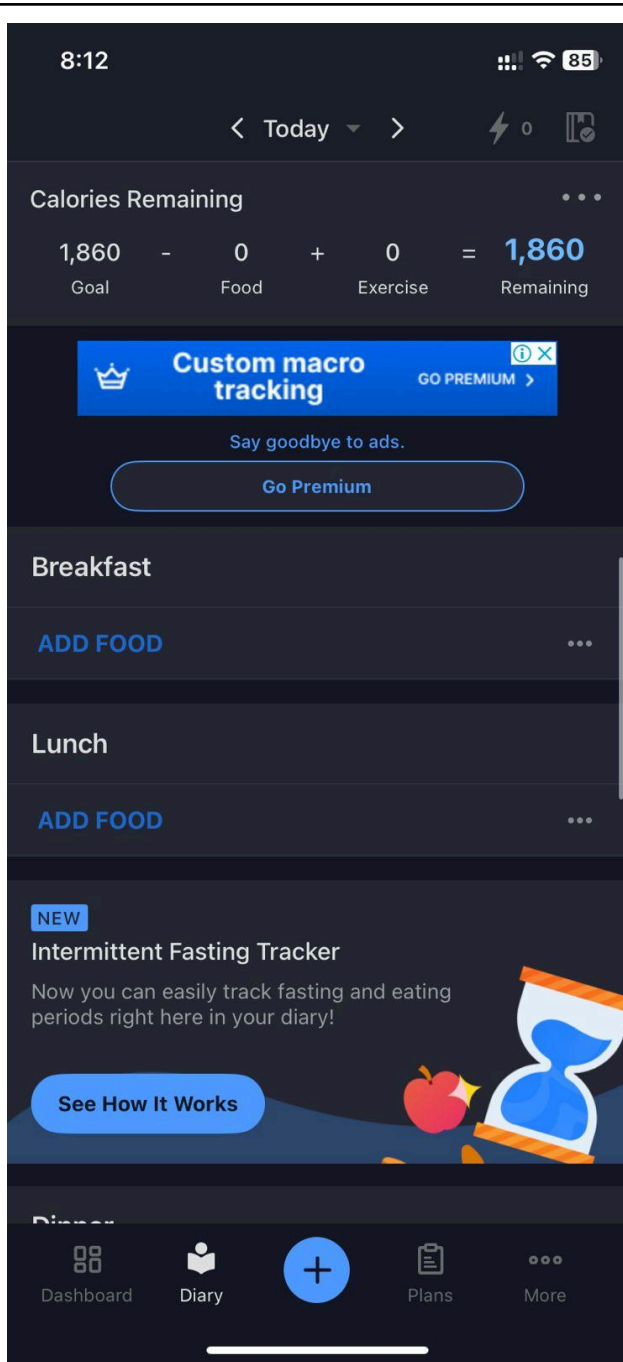 8:12
85
Today
0
Calories Remaining
1,860 - 0 + 0 = 1,860
Goal Food Exercise Remaining
Custom macro
tracking
GO PREMIUM >
Say goodbye to ads.
Go Premium
Breakfast
ADD FOOD
Lunch
ADD FOOD
NEW
Intermittent Fasting Tracker
Now you can easily track fasting and eating
periods right here in your diary!
See How It Works
Dinner
Dashboard Diary Plans More